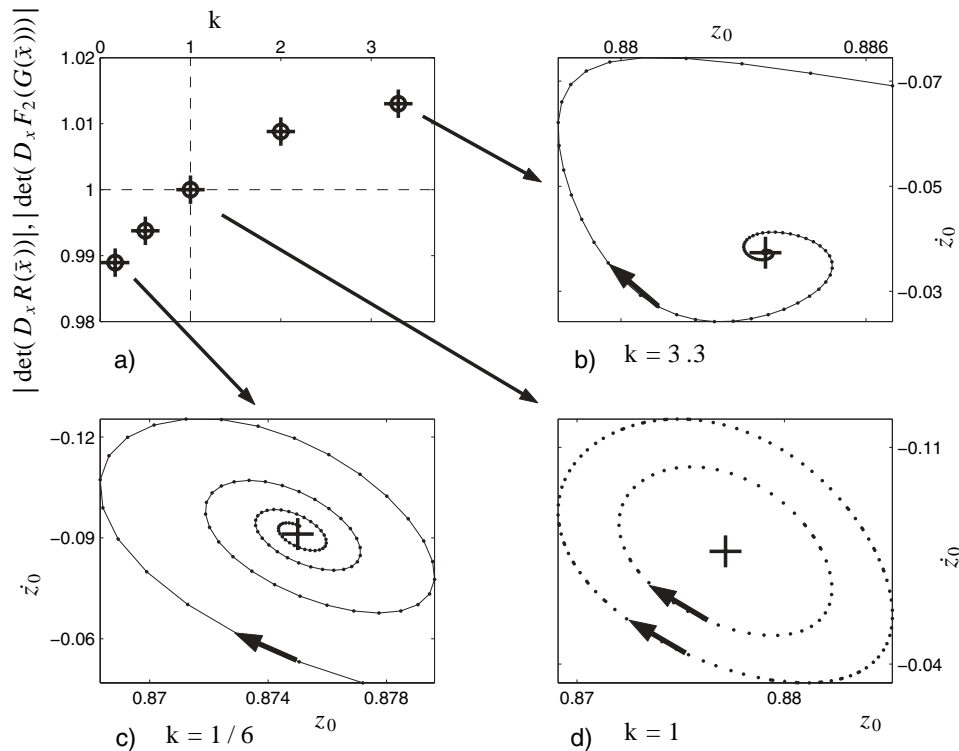 k
0 1 2 3
|det(D_x R(x̄))|, |det(D_x F_2(G(x̄)))|
1.02
1.01
1
0.99
0.98
a)
z_0
0.88 0.886
−0.07
−0.05
−0.03
ż_0
b) k = 3.3
−0.12
−0.09
−0.06
ż_0
0.87 0.874 0.878
z_0
c) k = 1 / 6
−0.11
−0.04
ż_0
0.87 0.88
z_0
d) k = 1